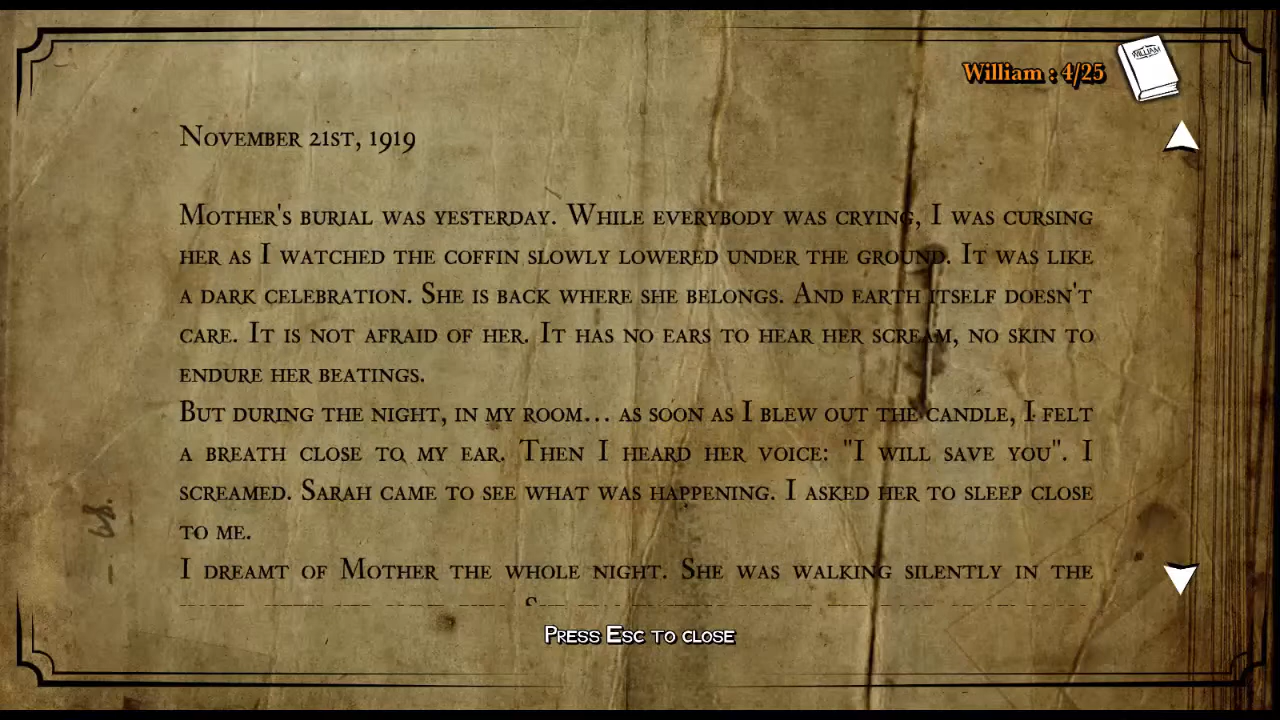 William : 4/25
WILLIAM
November 21st, 1919
Mother's burial was yesterday. While everybody was crying, I was cursing
her as I watched the coffin slowly lowered under the ground. It was like
a dark celebration. She is back where she belongs. And earth itself doesn't
care. It is not afraid of her. It has no ears to hear her scream, no skin to
endure her beatings.
But during the night, in my room... as soon as I blew out the candle, I felt
a breath close to my ear. Then I heard her voice: "I will save you". I
screamed. Sarah came to see what was happening. I asked her to sleep close
to me.
I dreamt of Mother the whole night. She was walking silently in the
Press Esc to close